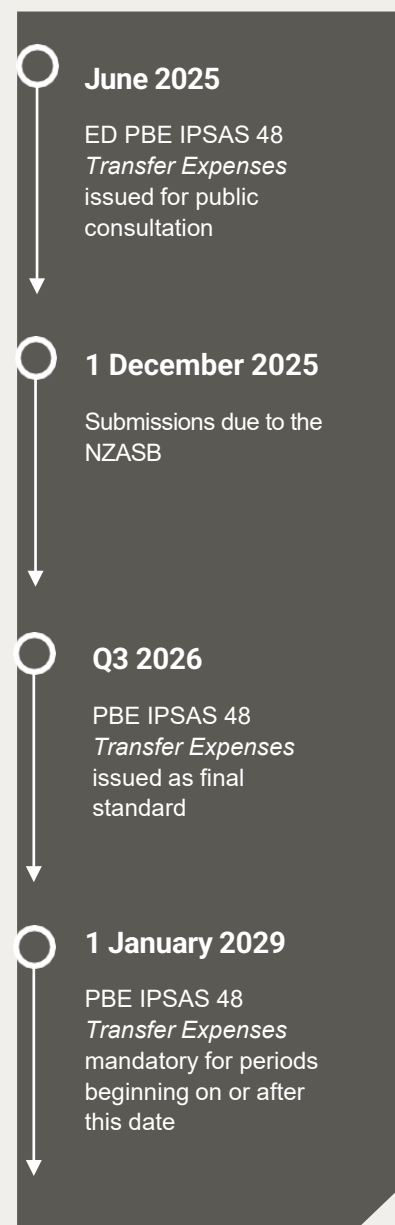 June 2025
ED PBE IPSAS 48
Transfer Expenses
issued for public
consultation
1 December 2025
Submissions due to the
NZASB
Q3 2026
PBE IPSAS 48
Transfer Expenses
issued as final
standard
1 January 2029
PBE IPSAS 48
Transfer Expenses
mandatory for periods
beginning on or after
this date